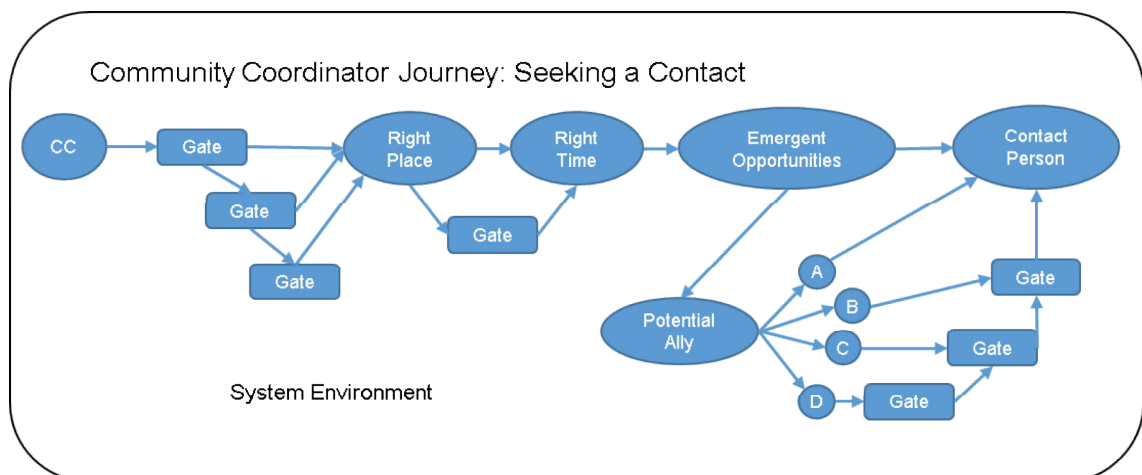 Community Coordinator Journey: Seeking a Contact
CC
Gate
Right
Place
Right
Time
Emergent
Opportunities
Contact
Person
Gate
Gate
Gate
A
Gate
B
Potential
Ally
C
Gate
D
Gate
System Environment